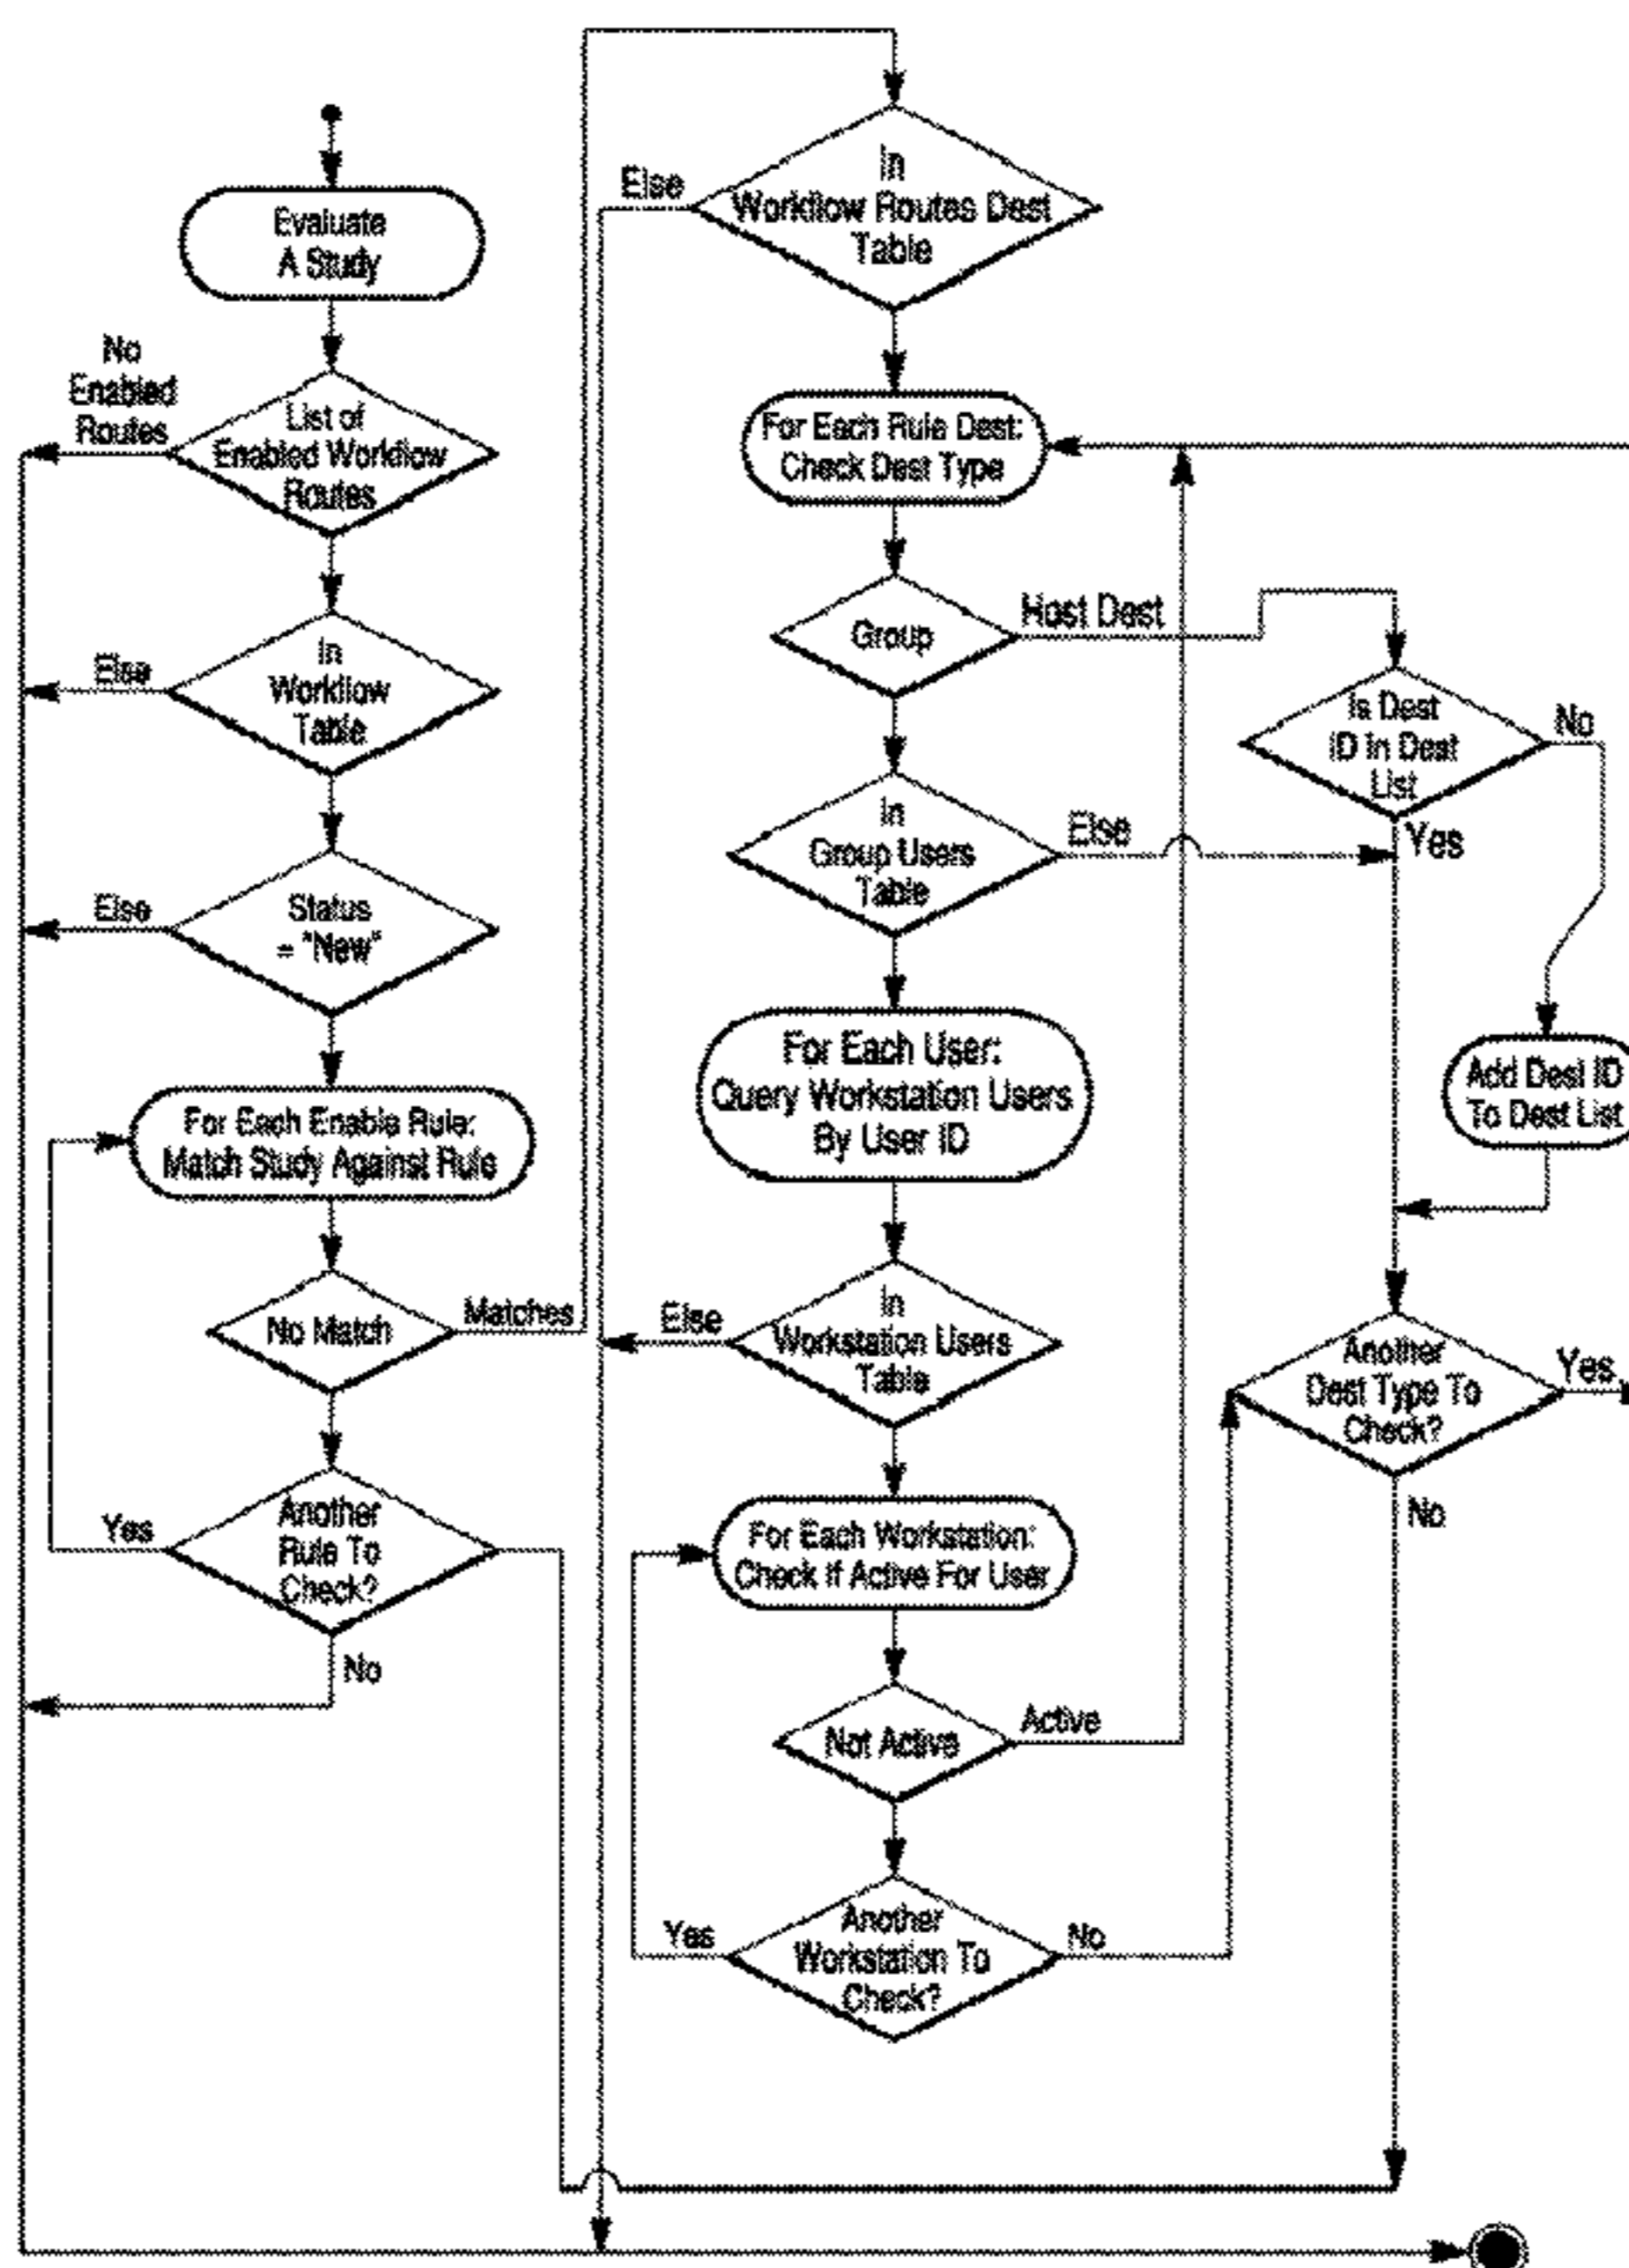 Evaluate
A Study
No
Enabled
Routes
List of
Enabled Workflow
Routes
Else
In
Workflow
Table
Else
Status
= "New"
For Each Enable Rule:
Match Study Against Rule
No Match
Matches
Yes
Another
Rule To
Check?
No
Else
In
Workflow Routes Dest
Table
For Each Rule Dest:
Check Dest Type
Group
Host Dest
In
Group Users
Table
Else
For Each User:
Query Workstation Users
By User ID
Else
In
Workstation Users
Table
For Each Workstation:
Check If Active For User
Not Active
Active
Yes
Another
Workstation To
Check?
No
Is Dest
ID In Dest
List
No
Yes
Add Dest ID
To Dest List
Another
Dest Type To
Check?
Yes
No